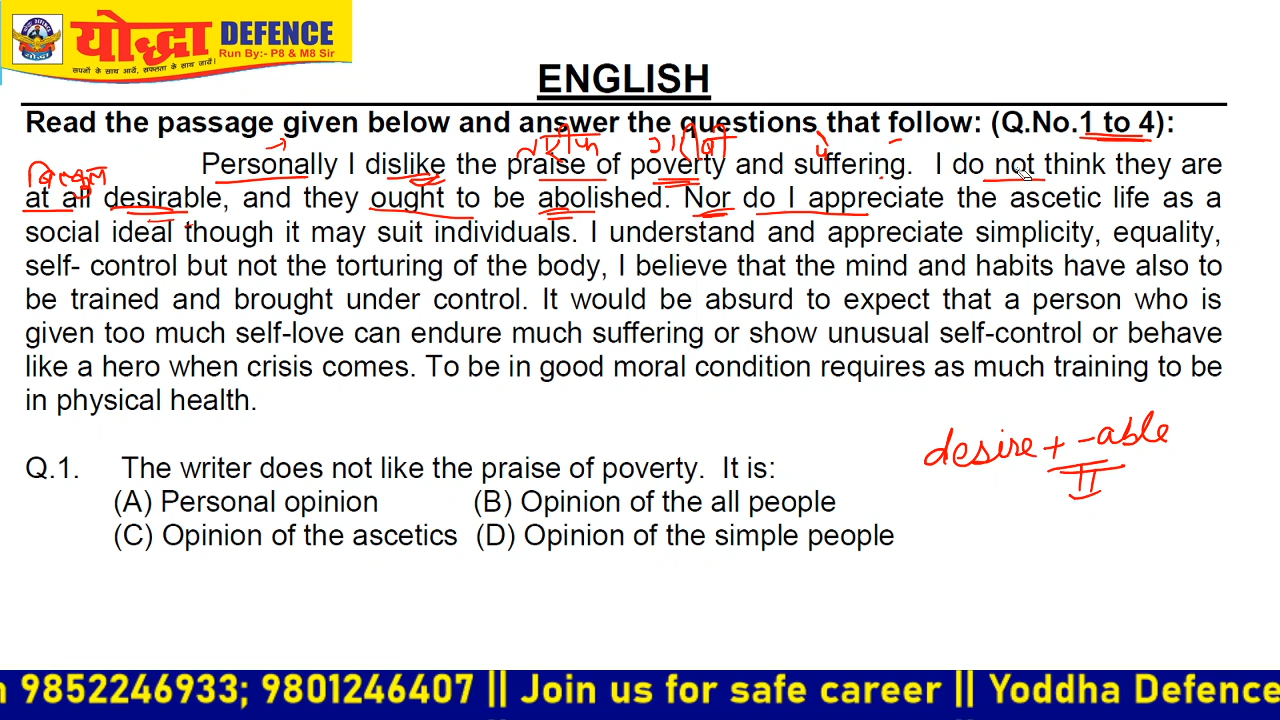 योद्धा DEFENCE
Run By:- P8 & M8 Sir
सपनों के साथ आयें, सफलता के साथ जायें।
ENGLISH
Read the passage given below and answer the questions that follow: (Q.No.1 to 4):
तारीफ गरीबी
बिल्कुल
Personally I dislike the praise of poverty and suffering. I do not think they are
at all desirable, and they ought to be abolished. Nor do I appreciate the ascetic life as a
social ideal though it may suit individuals. I understand and appreciate simplicity, equality,
self- control but not the torturing of the body, I believe that the mind and habits have also to
be trained and brought under control. It would be absurd to expect that a person who is
given too much self-love can endure much suffering or show unusual self-control or behave
like a hero when crisis comes. To be in good moral condition requires as much training to be
in physical health.
desire + -able
II
Q.1. The writer does not like the praise of poverty. It is:
(A) Personal opinion (B) Opinion of the all people
(C) Opinion of the ascetics (D) Opinion of the simple people
9852246933; 9801246407 || Join us for safe career || Yoddha Defence